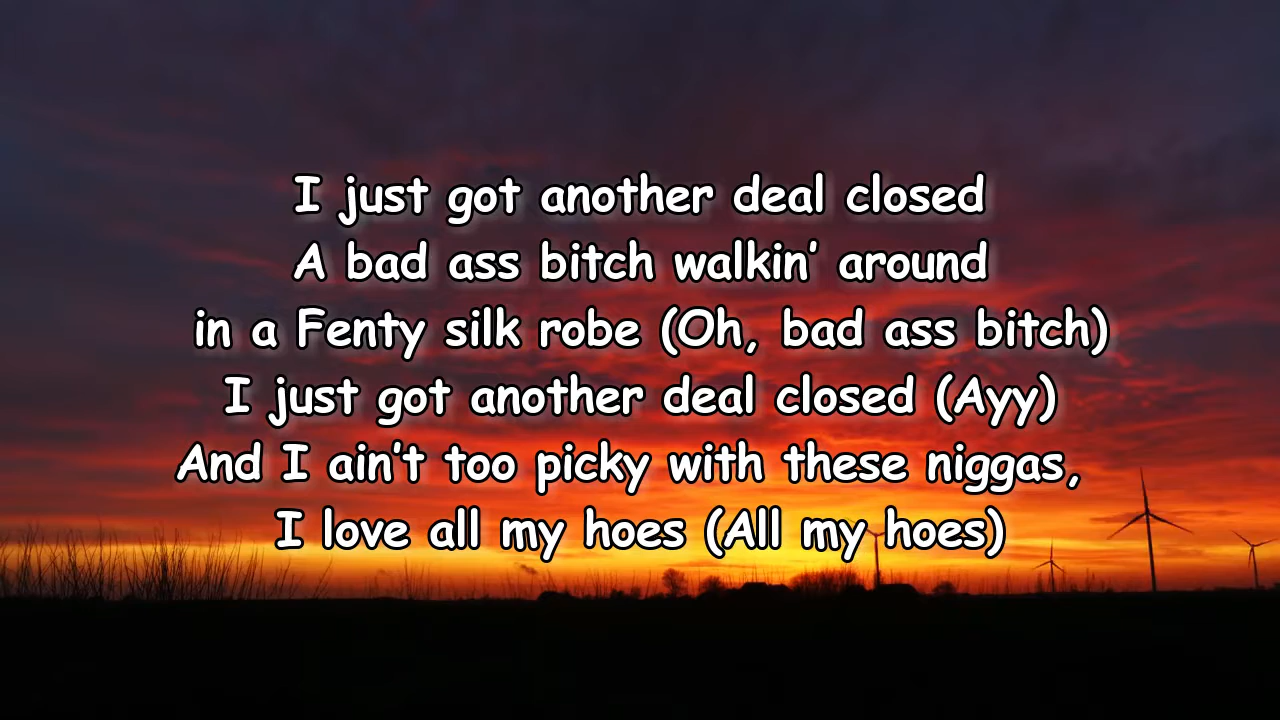 I just got another deal closed
A bad ass bitch walkin’ around
in a Fenty silk robe (Oh, bad ass bitch)
I just got another deal closed (Ayy)
And I ain’t too picky with these niggas,
I love all my hoes (All my hoes)